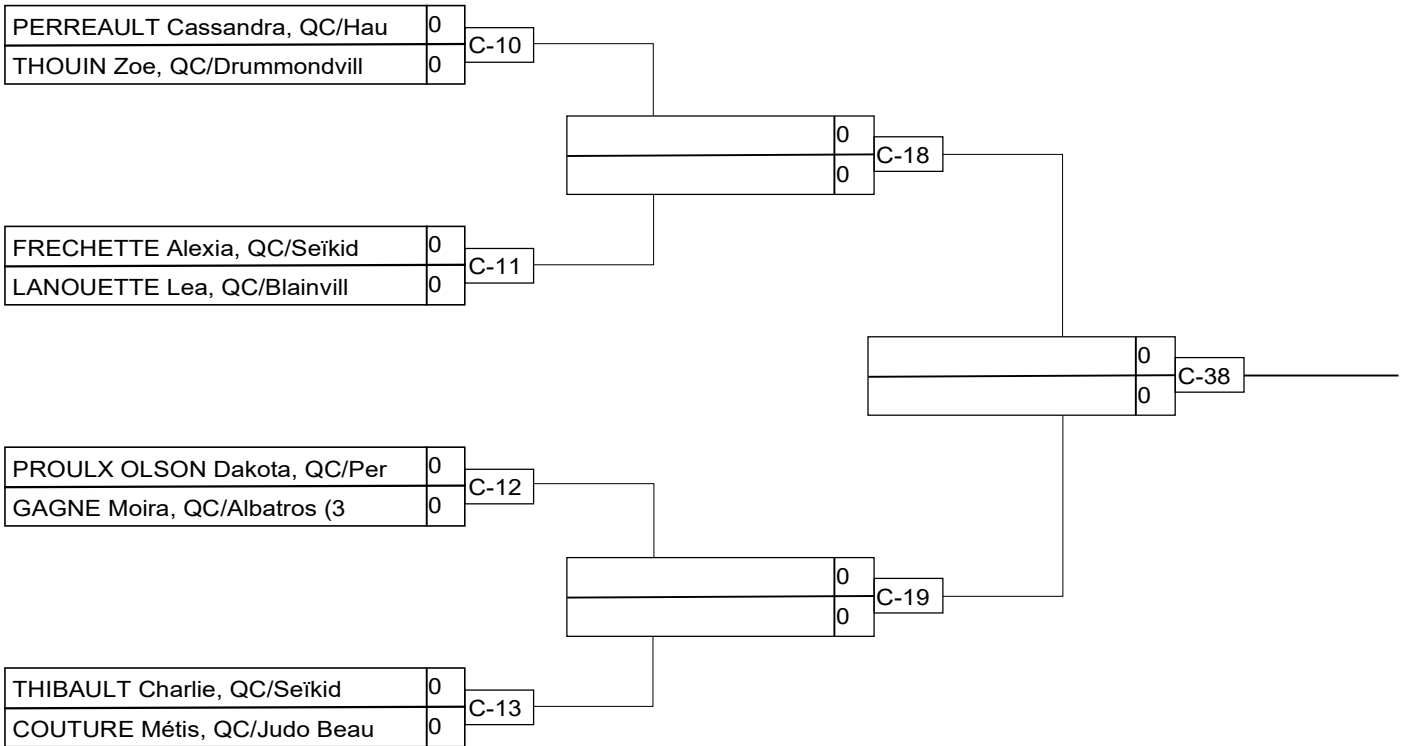 PERREAULT Cassandra, QC/Hau 0
C-10
THOUIN Zoe, QC/Drummondvill 0
0
C-18
0
FRECHETTE Alexia, QC/Seïkid 0
C-11
LANOUETTE Lea, QC/Blainvill 0
0
C-38
0
PROULX OLSON Dakota, QC/Per 0
C-12
GAGNE Moira, QC/Albatros (3 0
0
C-19
0
THIBAULT Charlie, QC/Seïkid 0
C-13
COUTURE Métis, QC/Judo Beau 0